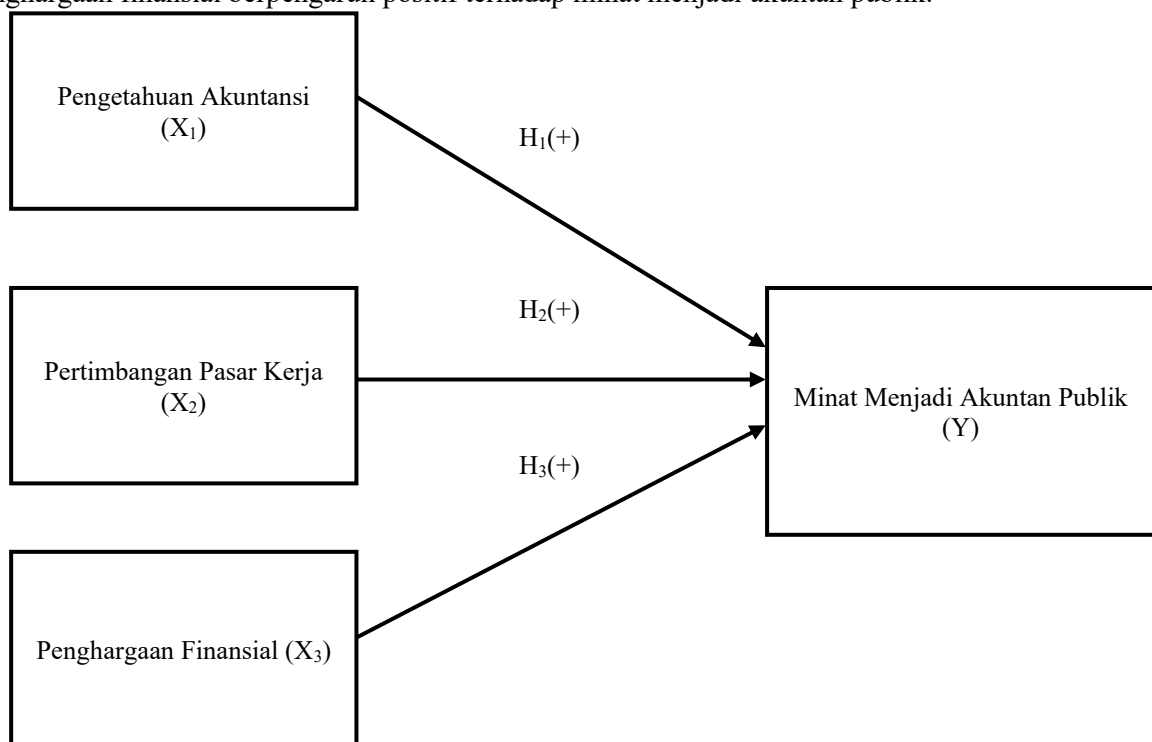 finansial berpengaruh positif terhadap minat menjadi akuntan publik.
Pengetahuan Akuntansi
(X₁)
H₁(+)
H₂(+)
Pertimbangan Pasar Kerja
(X₂)
Minat Menjadi Akuntan Publik
(Y)
H₃(+)
Penghargaan Finansial (X₃)